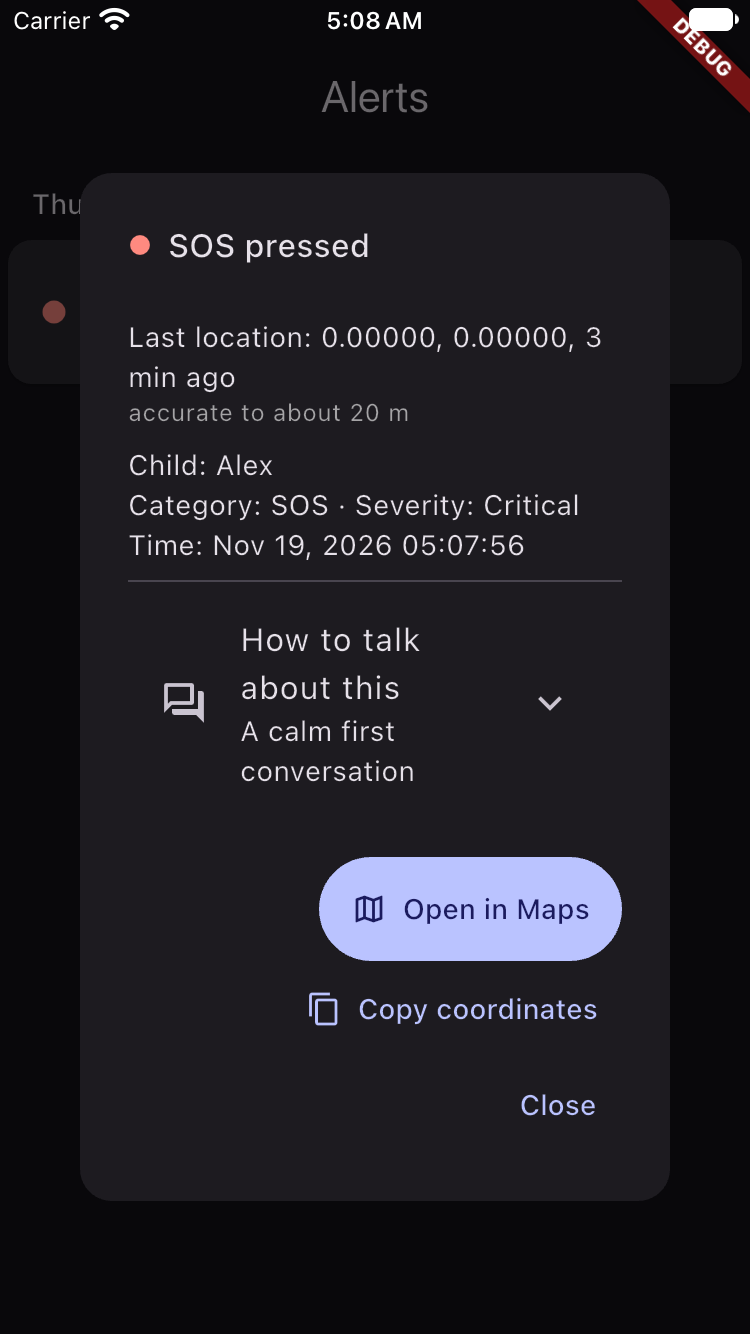 Carrier
5:08 AM
DEBUG
Alerts
Thu
SOS pressed
Last location: 0.00000, 0.00000, 3
min ago
accurate to about 20 m
Child: Alex
Category: SOS · Severity: Critical
Time: Nov 19, 2026 05:07:56
How to talk
about this
A calm first
conversation
Open in Maps
Copy coordinates
Close